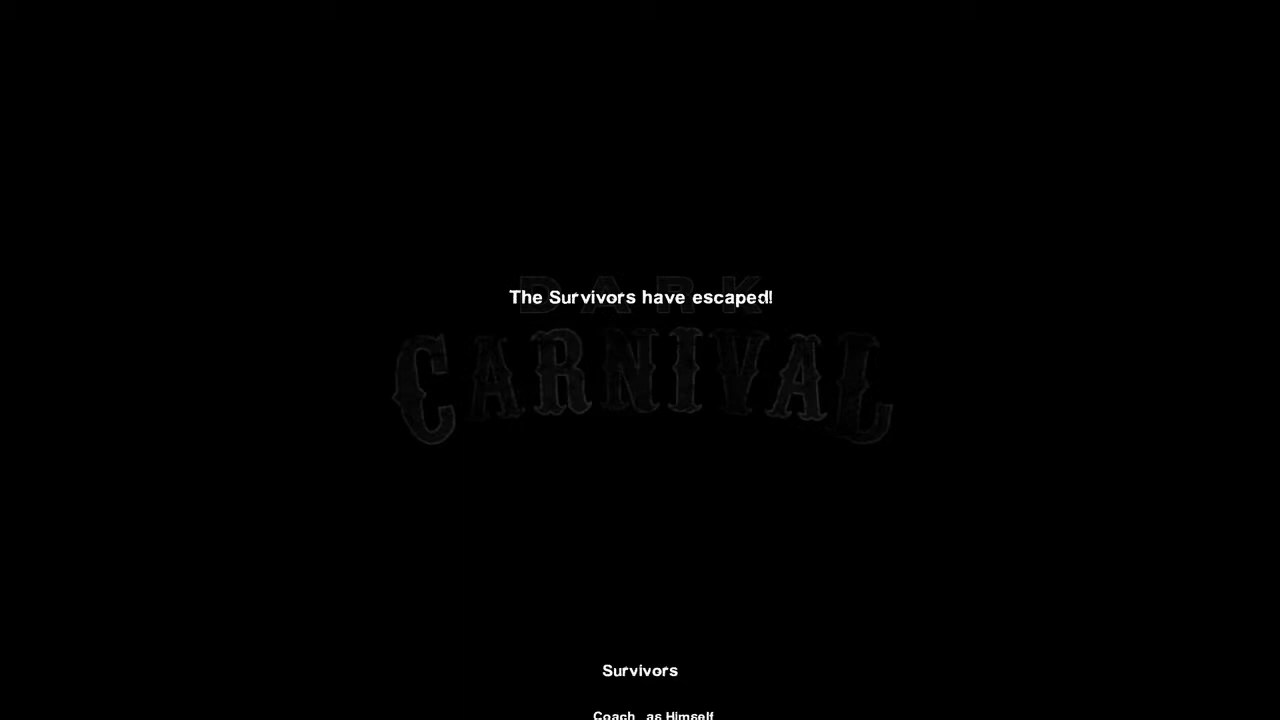 DARK
The Survivors have escaped!
CARNIVAL
Survivors
Coach as Himself